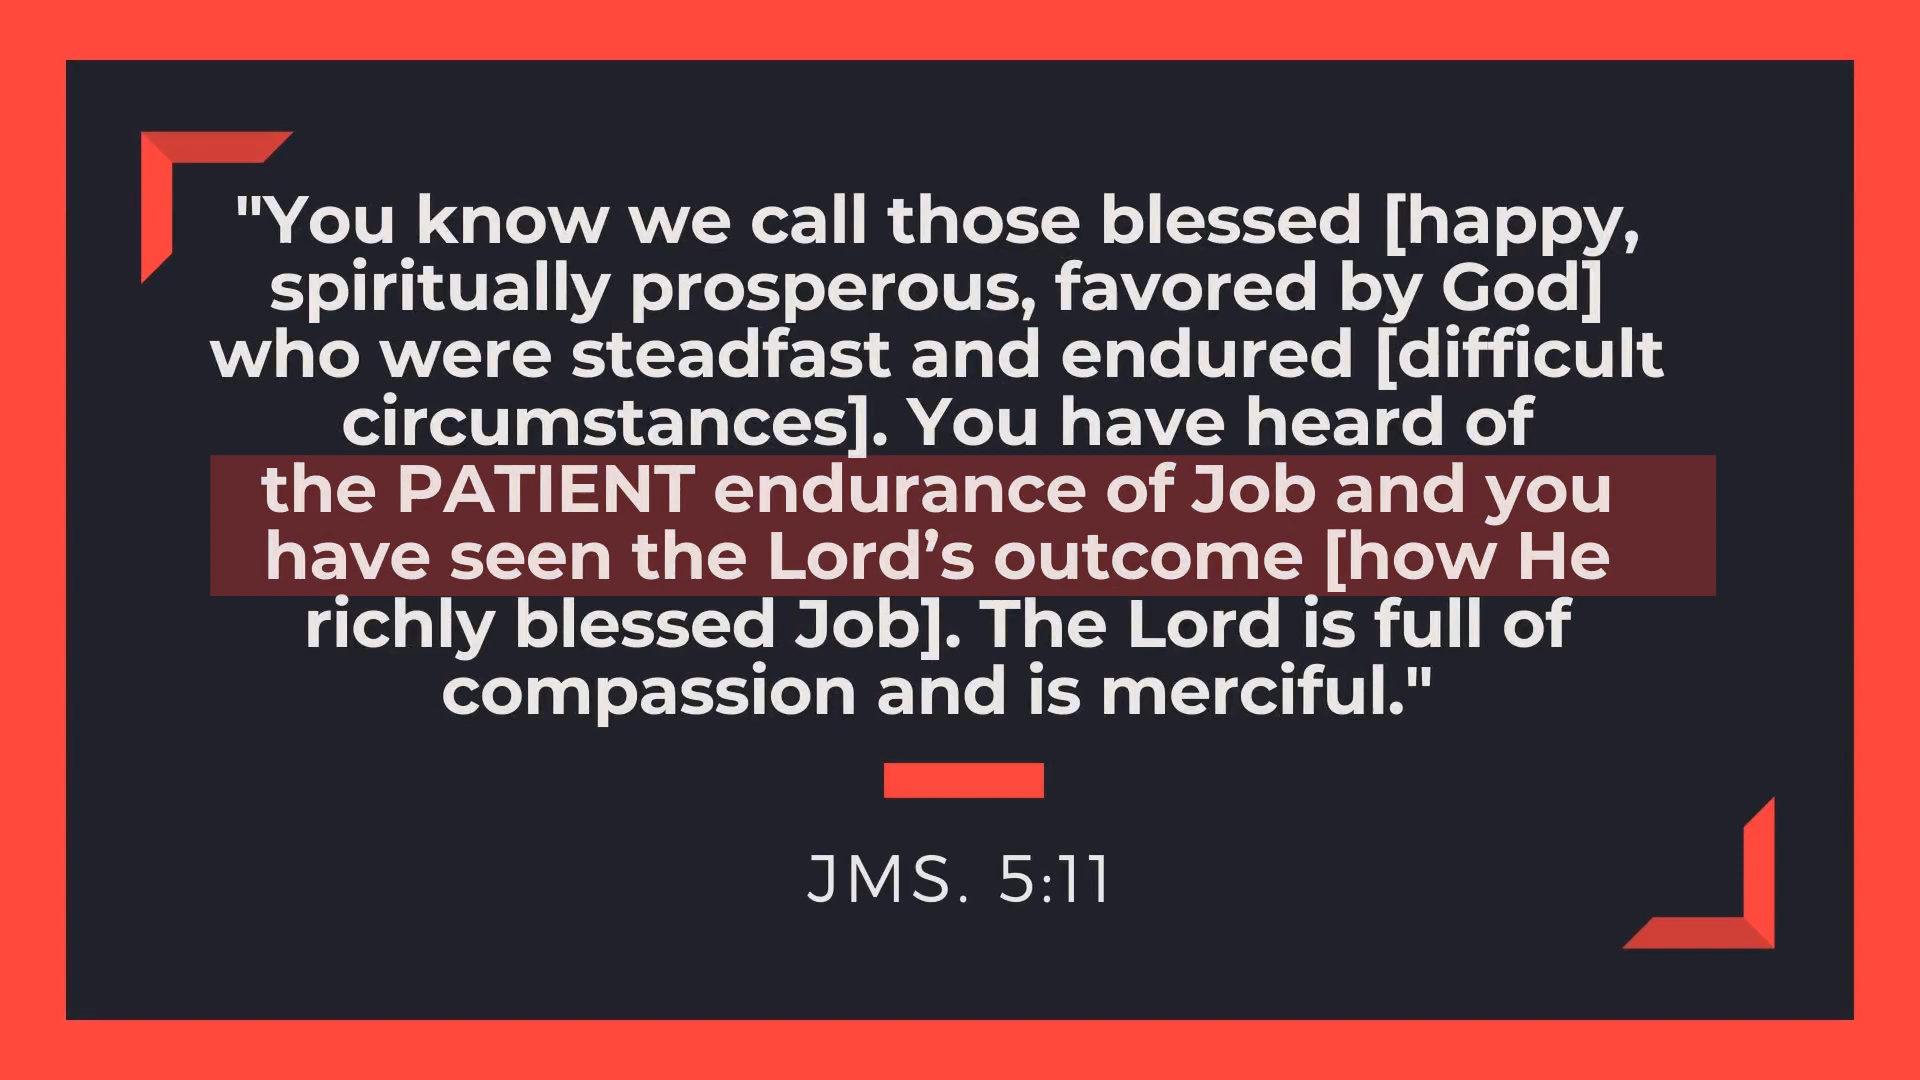 "You know we call those blessed [happy,
spiritually prosperous, favored by God]
who were steadfast and endured [difficult
circumstances]. You have heard of
the PATIENT endurance of Job and you
have seen the Lord’s outcome [how He
richly blessed Job]. The Lord is full of
compassion and is merciful."
JMS. 5:11